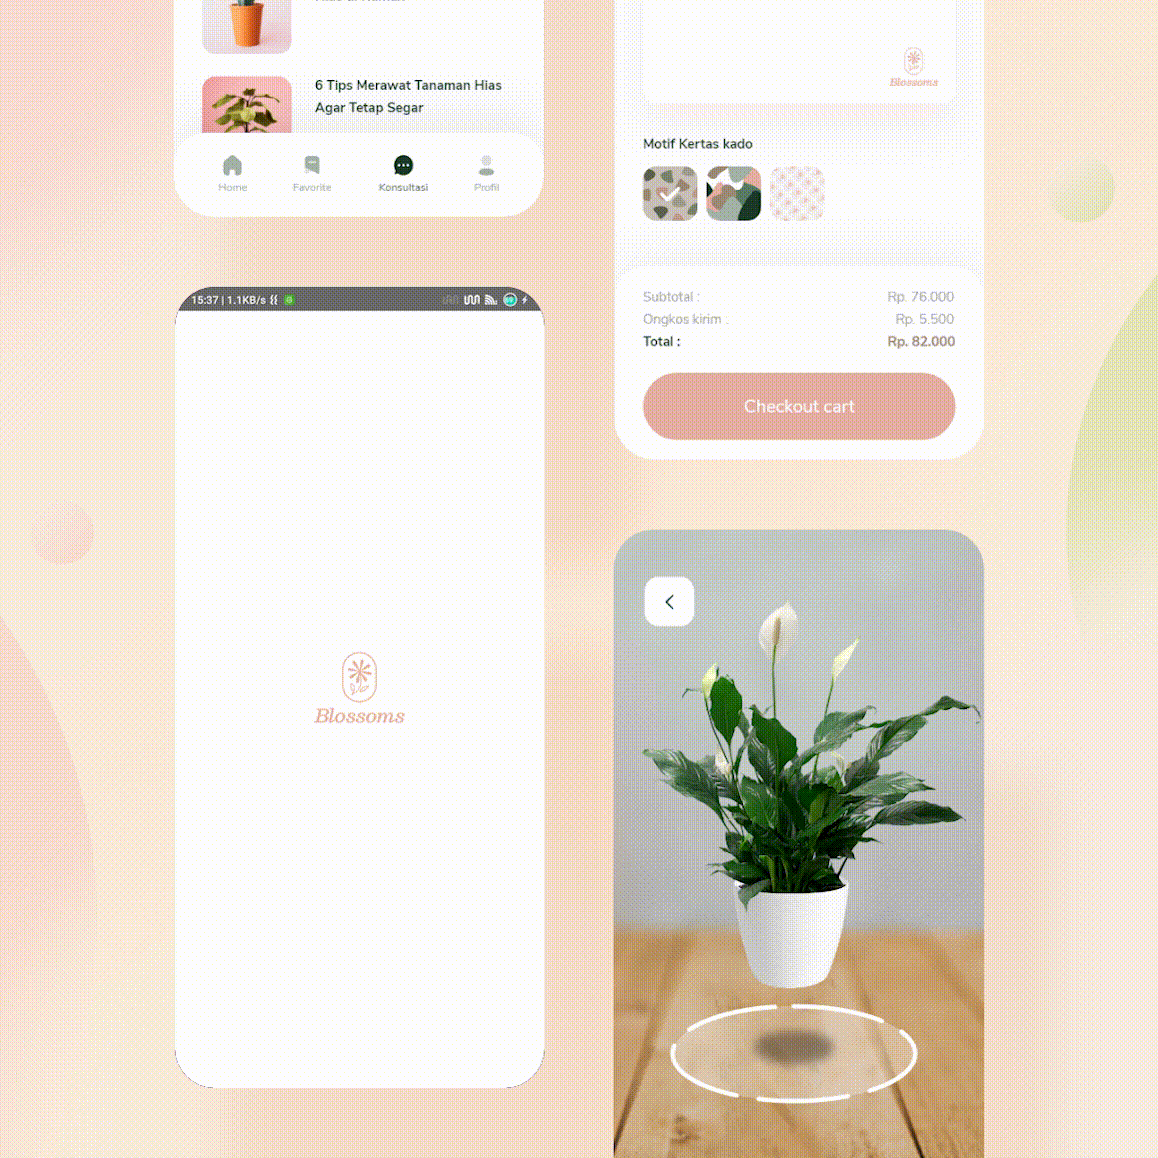 6 Tips Merawat Tanaman Hias
Agar Tetap Segar
Home
Favorite
Konsultasi
Profil
15:37 | 1.1KB/s
Blossoms
Blossoms
Motif Kertas kado
Subtotal :
Rp. 76.000
Ongkos kirim :
Rp. 5.500
Total :
Rp. 82.000
Checkout cart